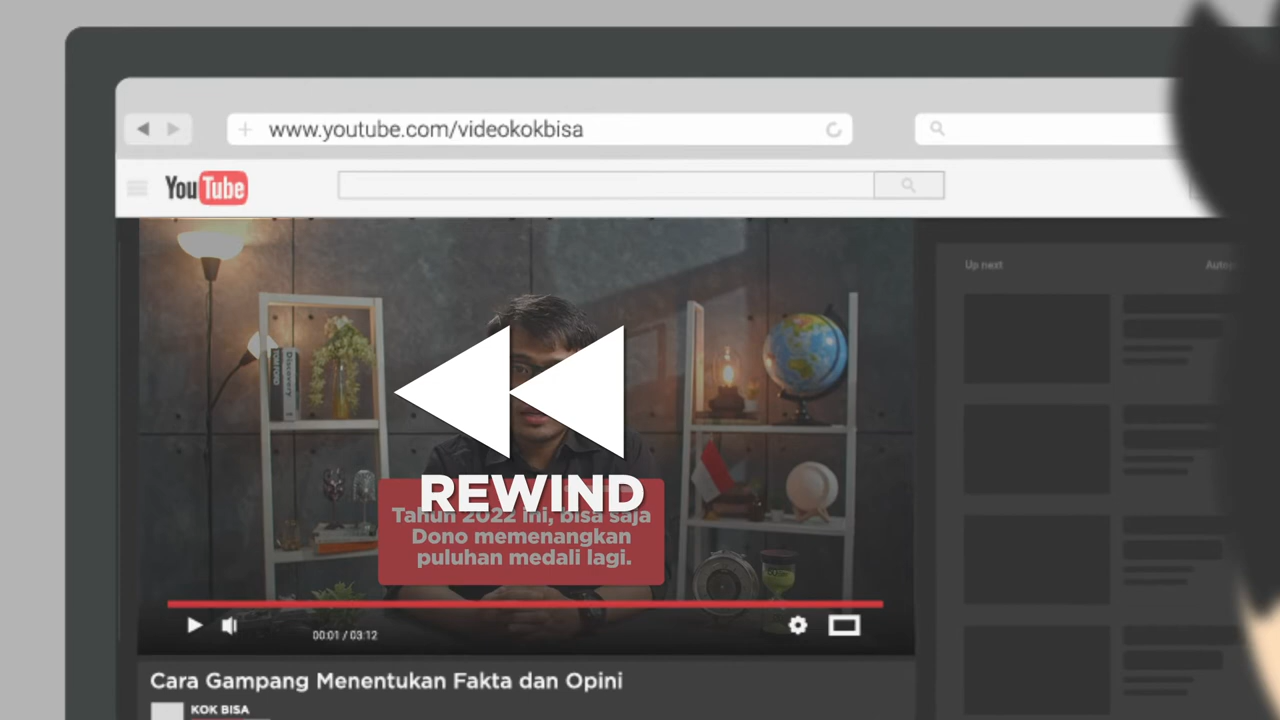 www.youtube.com/videokokbisa
YouTube
Up next
Discovery
REWIND
Tahun 2022 ini, bisa saja
Dono memenangkan
puluhan medali lagi.
00:01 / 03:12
Cara Gampang Menentukan Fakta dan Opini
KOK BISA